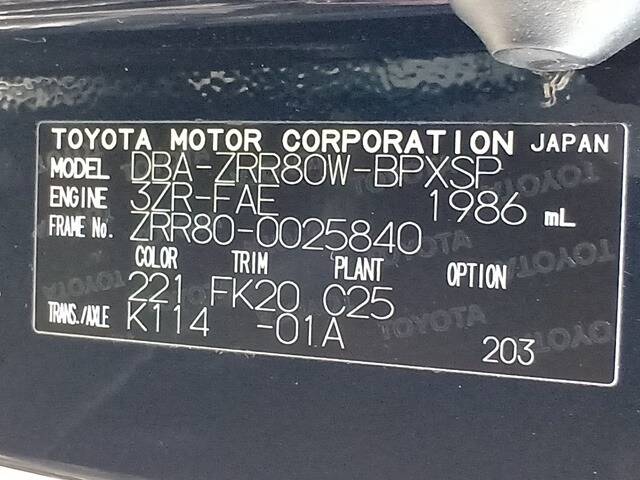 TOYOTA MOTOR CORPORATION JAPAN
MODEL DBA-ZRR80W-BPXSP
ENGINE 3ZR-FAE 1986 mL
FRAME No. ZRR80-0025840
COLOR TRIM PLANT OPTION
221 FK20 C25
TRANS./AXLE K114 -01A
203